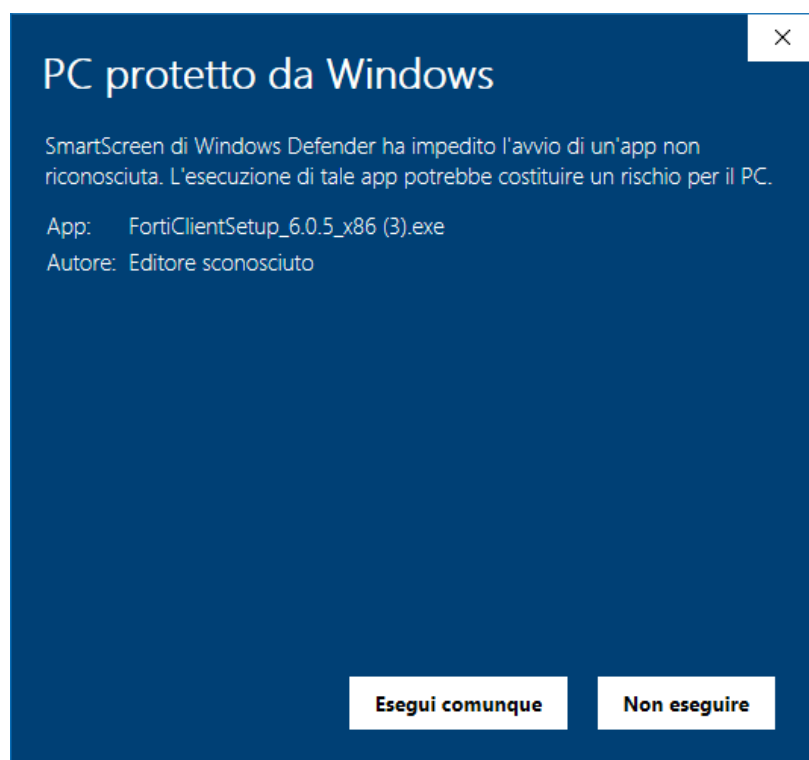 PC protetto da Windows
SmartScreen di Windows Defender ha impedito l'avvio di un'app non
riconosciuta. L'esecuzione di tale app potrebbe costituire un rischio per il PC.
App: FortiClientSetup_6.0.5_x86 (3).exe
Autore: Editore sconosciuto
Esegui comunque Non eseguire